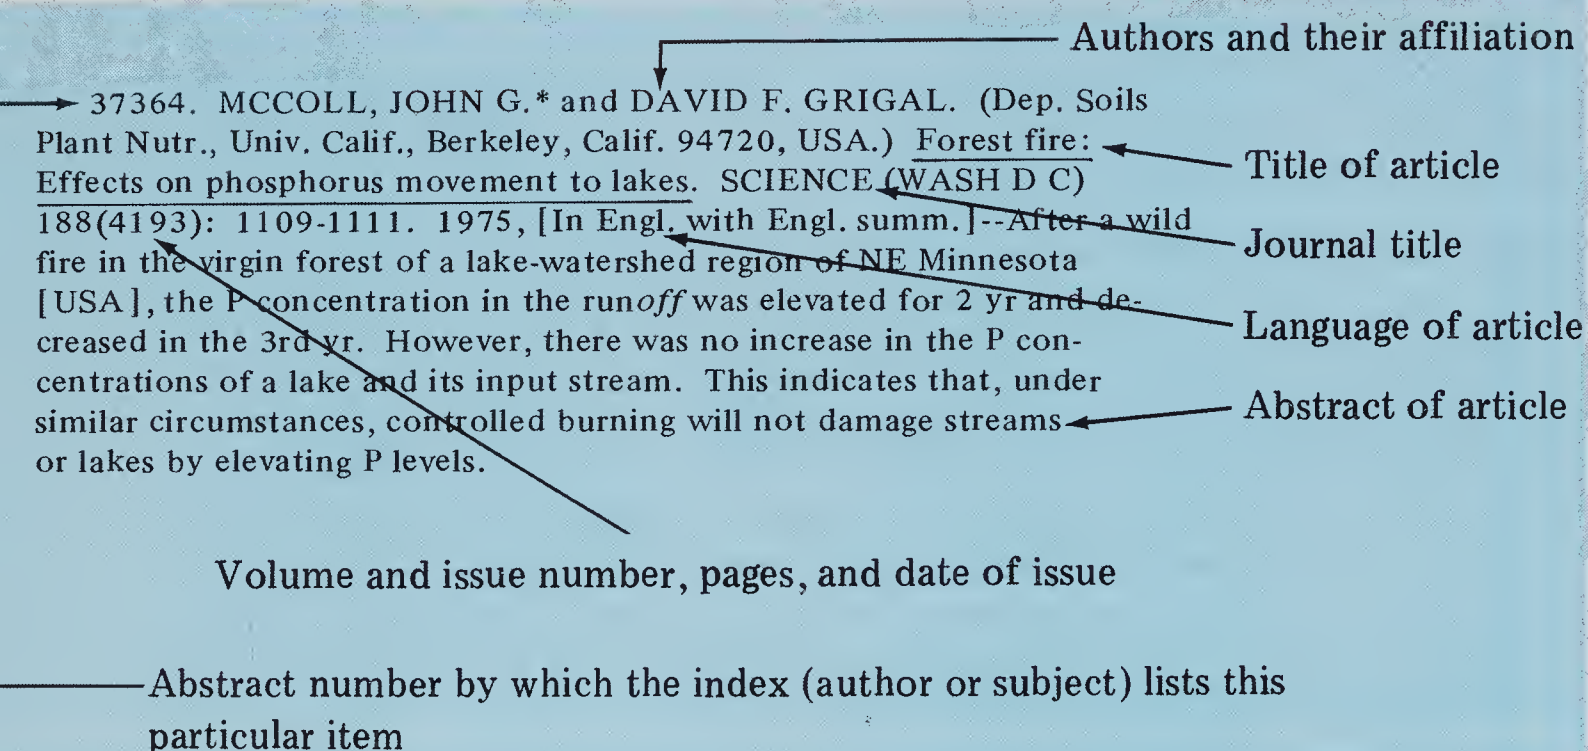 Authors and their affiliation
37364. MCCOLL, JOHN G.* and DAVID F. GRIGAL. (Dep. Soils
Plant Nutr., Univ. Calif., Berkeley, Calif. 94720, USA.) Forest fire:
Title of article
Effects on phosphorus movement to lakes. SCIENCE (WASH D C)
188(4193): 1109-1111. 1975, [In Engl. with Engl. summ.]--After a wild
Journal title
fire in the virgin forest of a lake-watershed region of NE Minnesota
[USA], the P concentration in the runoff was elevated for 2 yr and de-
Language of article
creased in the 3rd yr. However, there was no increase in the P con-
centrations of a lake and its input stream. This indicates that, under
Abstract of article
similar circumstances, controlled burning will not damage streams
or lakes by elevating P levels.
Volume and issue number, pages, and date of issue
Abstract number by which the index (author or subject) lists this
particular item